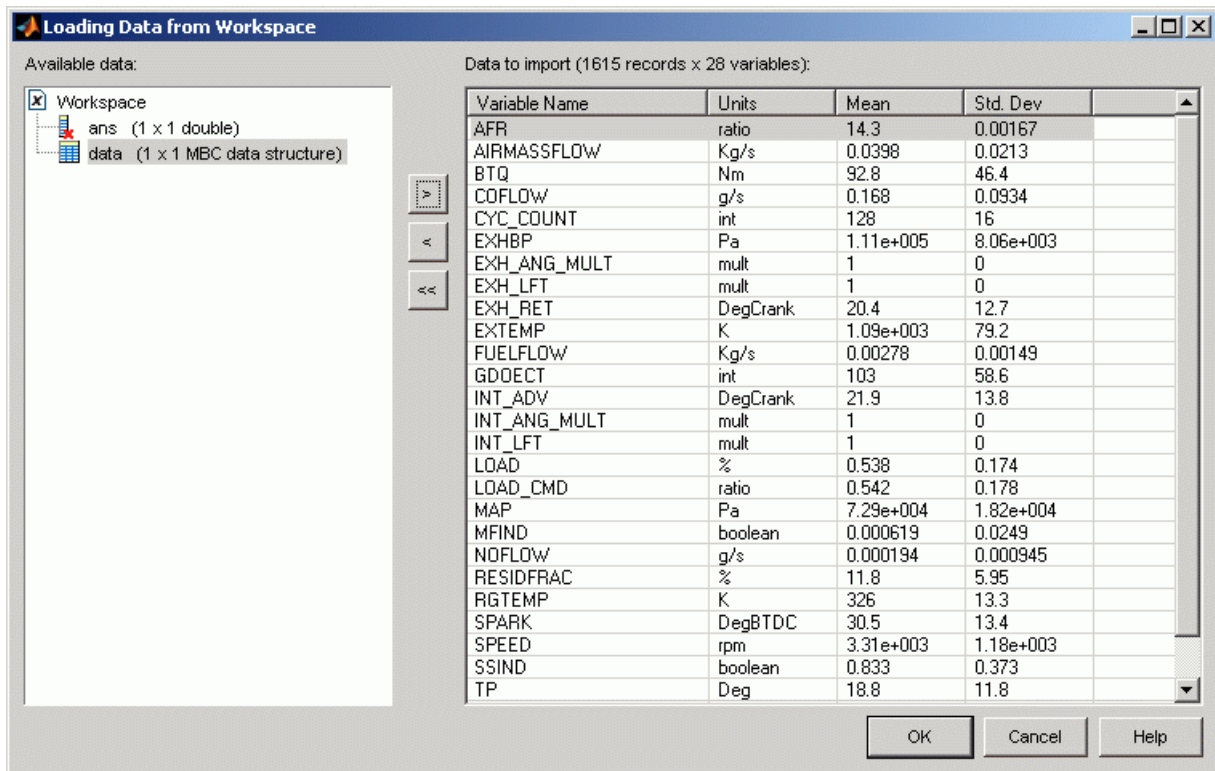 Loading Data from Workspace
Available data:
Data to import (1615 records x 28 variables):
Workspace
ans (1 x 1 double)
data (1 x 1 MBC data structure)
>
<
<<
Variable Name Units Mean Std. Dev
AFR ratio 14.3 0.00167
AIRMASSFLOW Kg/s 0.0398 0.0213
BTQ Nm 92.8 46.4
COFLOW g/s 0.168 0.0934
CYC_COUNT int 128 16
EXHBP Pa 1.11e+005 8.06e+003
EXH_ANG_MULT mult 1 0
EXH_LFT mult 1 0
EXH_RET DegCrank 20.4 12.7
EXTEMP K 1.09e+003 79.2
FUELFLOW Kg/s 0.00278 0.00149
GDOECT int 103 58.6
INT_ADV DegCrank 21.9 13.8
INT_ANG_MULT mult 1 0
INT_LFT mult 1 0
LOAD % 0.538 0.174
LOAD_CMD ratio 0.542 0.178
MAP Pa 7.29e+004 1.82e+004
MFIND boolean 0.000619 0.0249
NOFLOW g/s 0.000194 0.000945
RESIDFRAC % 11.8 5.95
RGTEMP K 326 13.3
SPARK DegBTDC 30.5 13.4
SPEED rpm 3.31e+003 1.18e+003
SSIND boolean 0.833 0.373
TP Deg 18.8 11.8
OK Cancel Help